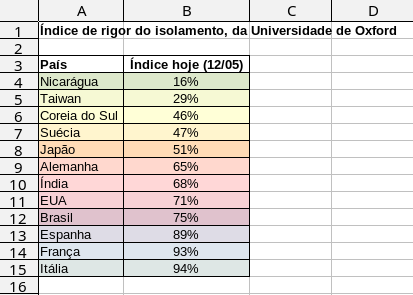 A B C D
1 Índice de rigor do isolamento, da Universidade de Oxford
2
3 País Índice hoje (12/05)
4 Nicarágua 16%
5 Taiwan 29%
6 Coreia do Sul 46%
7 Suécia 47%
8 Japão 51%
9 Alemanha 65%
10 Índia 68%
11 EUA 71%
12 Brasil 75%
13 Espanha 89%
14 França 93%
15 Itália 94%
16